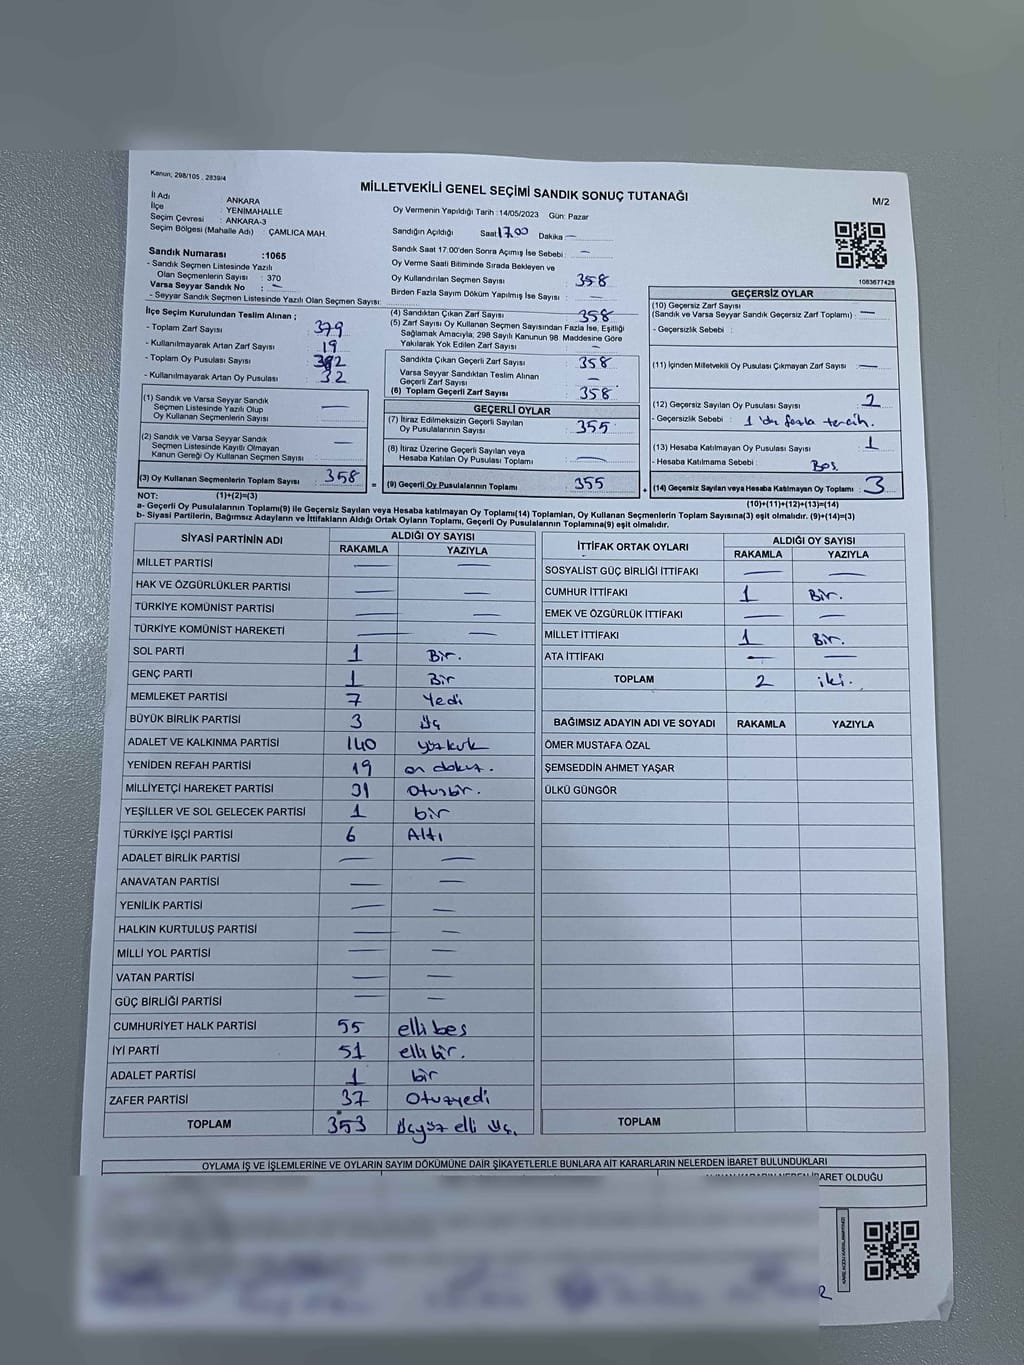 Kanun; 298/105 , 2839/4
MİLLETVEKİLİ GENEL SEÇİMİ SANDIK SONUÇ TUTANAĞI
M/2
İl Adı ANKARA
İlçe : YENİMAHALLE
Seçim Çevresi : ANKARA-3
Seçim Bölgesi (Mahalle Adı) : ÇAMLICA MAH.
Oy Vermenin Yapıldığı Tarih : 14/05/2023 Gün: Pazar
Sandığın Açıldığı Saat 17.00 Dakika —
Sandık Numarası :1065
- Sandık Seçmen Listesinde Yazılı
Olan Seçmenlerin Sayısı : 370
Varsa Seyyar Sandık No : —
- Seyyar Sandık Seçmen Listesinde Yazılı Olan Seçmen Sayısı:
Sandık Saat 17:00'den Sonra Açılmış İse Sebebi : —
Oy Verme Saati Bitiminde Sırada Bekleyen ve
Oy Kullandırılan Seçmen Sayısı : 358
Birden Fazla Sayım Döküm Yapılmış İse Sayısı : —
1083677428
İlçe Seçim Kurulundan Teslim Alınan ;
- Toplam Zarf Sayısı : 379
- Kullanılmayarak Artan Zarf Sayısı : 19
- Toplam Oy Pusulası Sayısı :
- Kullanılmayarak Artan Oy Pusulası : 32
(1) Sandık ve Varsa Seyyar Sandık
Seçmen Listesinde Yazılı Olup
Oy Kullanan Seçmenlerin Sayısı : —
(2) Sandık ve Varsa Seyyar Sandık
Seçmen Listesinde Kayıtlı Olmayan
Kanun Gereği Oy Kullanan Seçmen Sayısı : —
(3) Oy Kullanan Seçmenlerin Toplam Sayısı : 358 =
(4) Sandıktan Çıkan Zarf Sayısı : 358
(5) Zarf Sayısı Oy Kullanan Seçmen Sayısından Fazla İse, Eşitliği
Sağlamak Amacıyla; 298 Sayılı Kanunun 98. Maddesine Göre
Yakılarak Yok Edilen Zarf Sayısı : —
Sandıkta Çıkan Geçerli Zarf Sayısı : 358
Varsa Seyyar Sandıktan Teslim Alınan
Geçerli Zarf Sayısı : —
(6) Toplam Geçerli Zarf Sayısı : 358
GEÇERLİ OYLAR
(7) İtiraz Edilmeksizin Geçerli Sayılan
Oy Pusulalarının Sayısı : 355
(8) İtiraz Üzerine Geçerli Sayılan veya
Hesaba Katılan Oy Pusulası Toplamı : —
(9) Geçerli Oy Pusulalarının Toplamı : 355 +
GEÇERSİZ OYLAR
(10) Geçersiz Zarf Sayısı
(Sandık ve Varsa Seyyar Sandık Geçersiz Zarf Toplamı) : —
- Geçersizlik Sebebi :
(11) İçinden Milletvekili Oy Pusulası Çıkmayan Zarf Sayısı : —
(12) Geçersiz Sayılan Oy Pusulası Sayısı : 2
- Geçersizlik Sebebi : 1'den fazla tercih.
(13) Hesaba Katılmayan Oy Pusulası Sayısı : 1
- Hesaba Katılmama Sebebi : Boş.
(14) Geçersiz Sayılan veya Hesaba Katılmayan Oy Toplamı : 3
NOT: (1)+(2)=(3)
(10)+(11)+(12)+(13)=(14)
a- Geçerli Oy Pusulalarının Toplamı(9) ile Geçersiz Sayılan veya Hesaba katılmayan Oy Toplamı(14) Toplamları, Oy Kullanan Seçmenlerin Toplam Sayısına(3) eşit olmalıdır. (9)+(14)=(3)
b- Siyasi Partilerin, Bağımsız Adayların ve İttifakların Aldığı Ortak Oyların Toplamı, Geçerli Oy Pusulalarının Toplamına(9) eşit olmalıdır.
SİYASİ PARTİNİN ADI ALDIĞI OY SAYISI
RAKAMLA YAZIYLA
MİLLET PARTİSİ — —
HAK VE ÖZGÜRLÜKLER PARTİSİ — —
TÜRKİYE KOMÜNİST PARTİSİ — —
TÜRKİYE KOMÜNİST HAREKETİ — —
SOL PARTİ 1 Bir.
GENÇ PARTİ 1 Bir
MEMLEKET PARTİSİ 7 Yedi
BÜYÜK BİRLİK PARTİSİ 3 Üç
ADALET VE KALKINMA PARTİSİ 140 yüzkırk
YENİDEN REFAH PARTİSİ 19 on dokuz.
MİLLİYETÇİ HAREKET PARTİSİ 31 Otuzbir.
YEŞİLLER VE SOL GELECEK PARTİSİ 1 bir
TÜRKİYE İŞÇİ PARTİSİ 6 Altı
ADALET BİRLİK PARTİSİ — —
ANAVATAN PARTİSİ — —
YENİLİK PARTİSİ — —
HALKIN KURTULUŞ PARTİSİ — —
MİLLİ YOL PARTİSİ — —
VATAN PARTİSİ — —
GÜÇ BİRLİĞİ PARTİSİ — —
CUMHURİYET HALK PARTİSİ 55 elli beş
İYİ PARTİ 51 elli bir.
ADALET PARTİSİ 1 bir
ZAFER PARTİSİ 37 Otuzyedi
TOPLAM 353 Üçyüz elli üç.
İTTİFAK ORTAK OYLARI ALDIĞI OY SAYISI
RAKAMLA YAZIYLA
SOSYALİST GÜÇ BİRLİĞİ İTTİFAKI — —
CUMHUR İTTİFAKI 1 Bir.
EMEK VE ÖZGÜRLÜK İTTİFAKI — —
MİLLET İTTİFAKI 1 Bir.
ATA İTTİFAKI — —
TOPLAM 2 iki.
BAĞIMSIZ ADAYIN ADI VE SOYADI RAKAMLA YAZIYLA
ÖMER MUSTAFA ÖZAL
ŞEMSEDDİN AHMET YAŞAR
ÜLKÜ GÜNGÖR
TOPLAM
OYLAMA İŞ VE İŞLEMLERİNE VE OYLARIN SAYIM DÖKÜMÜNE DAİR ŞİKAYETLERLE BUNLARA AİT KARARLARIN NELERDEN İBARET BULUNDUKLARI
OLDUĞU